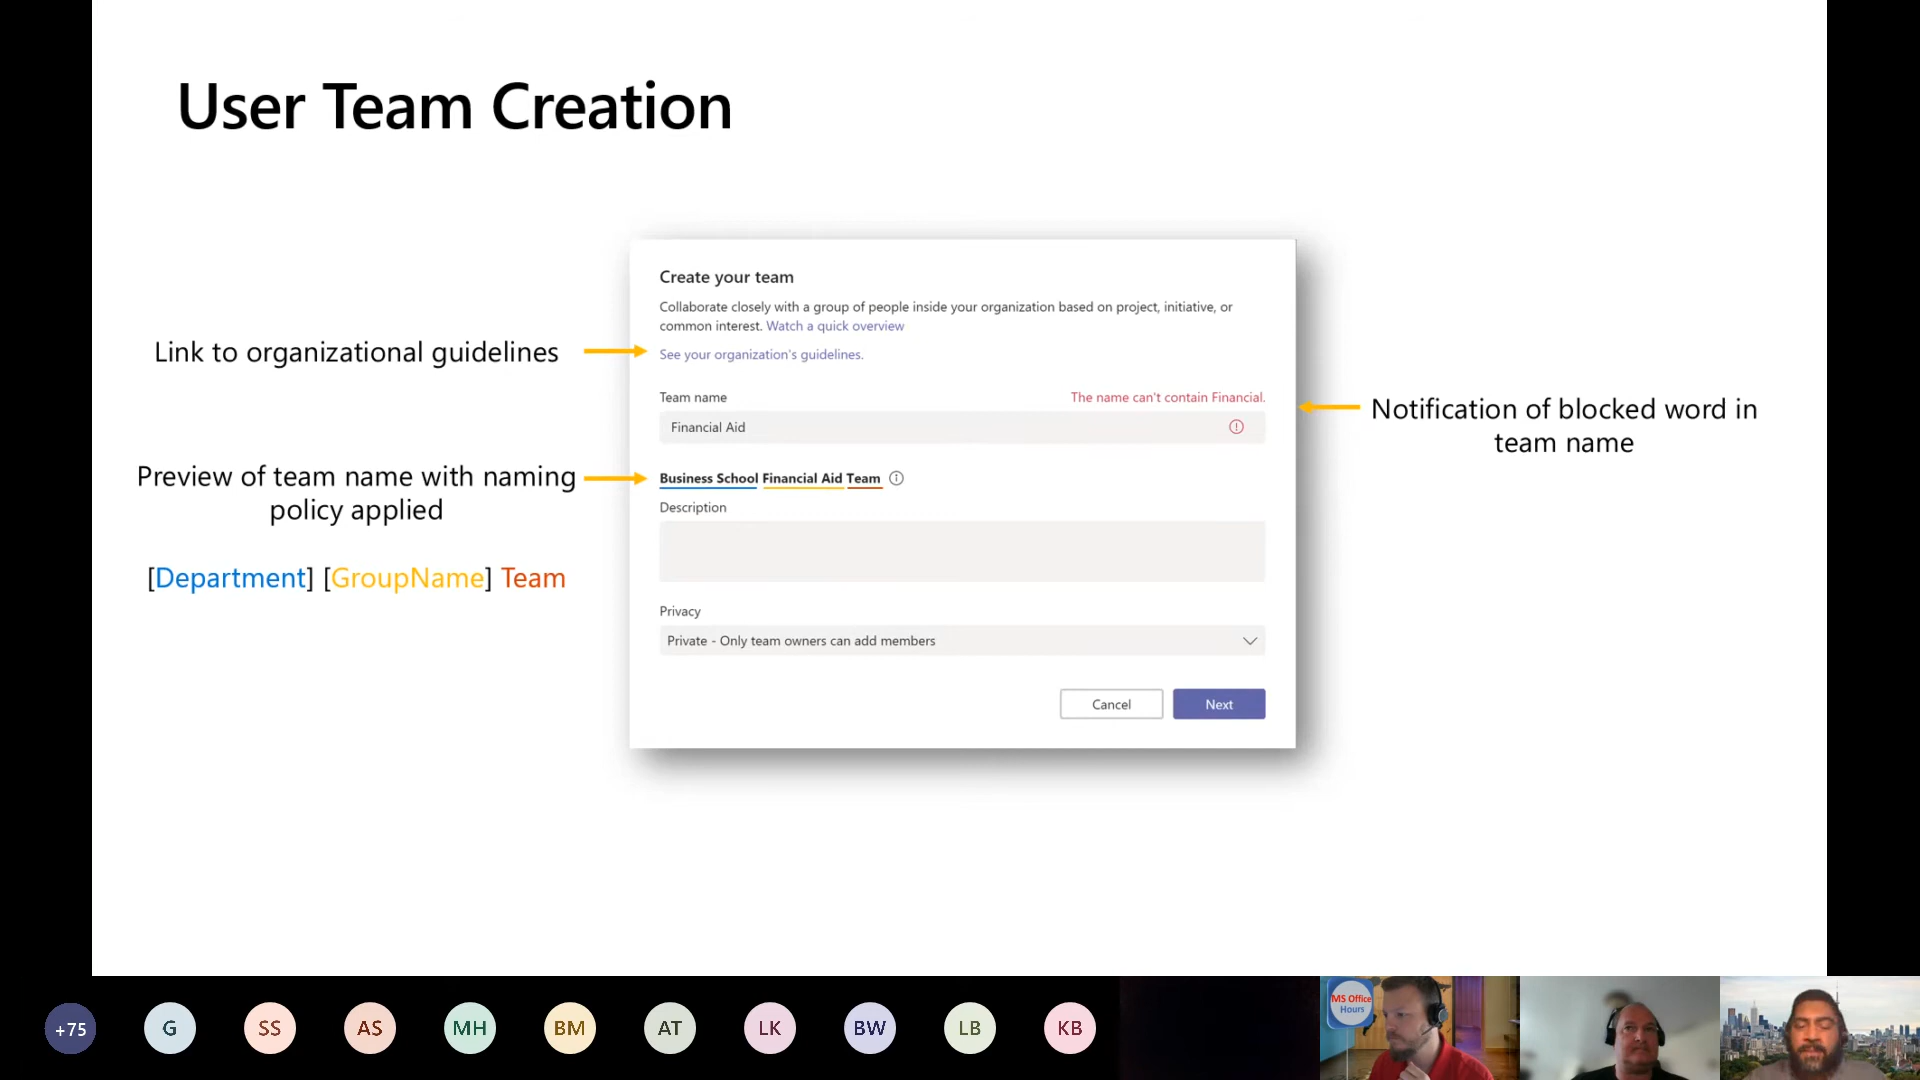 User Team Creation
Create your team
Collaborate closely with a group of people inside your organization based on project, initiative, or
common interest. Watch a quick overview
Link to organizational guidelines
See your organization's guidelines.
Team name
The name can't contain Financial.
Financial Aid
Notification of blocked word in
team name
Preview of team name with naming
policy applied
Business School Financial Aid Team
Description
[Department] [GroupName] Team
Privacy
Private - Only team owners can add members
Cancel
Next
+75
G
SS
AS
MH
BM
AT
LK
BW
LB
KB
MS Office
Hours